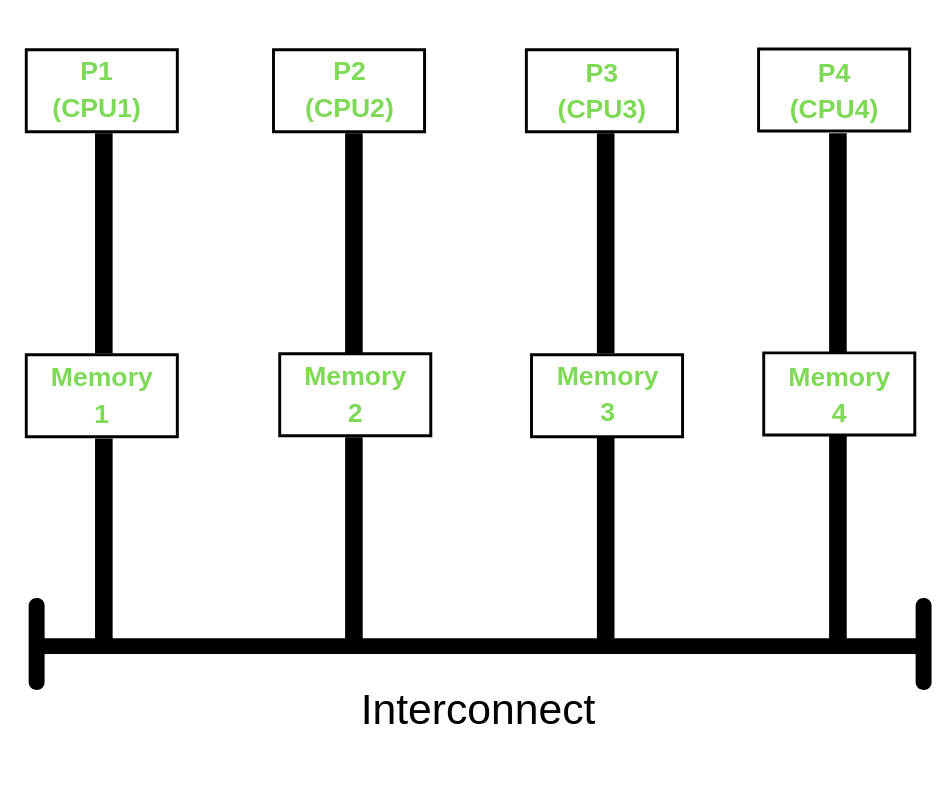 P1
(CPU1)
P2
(CPU2)
P3
(CPU3)
P4
(CPU4)
Memory
1
Memory
2
Memory
3
Memory
4
Interconnect